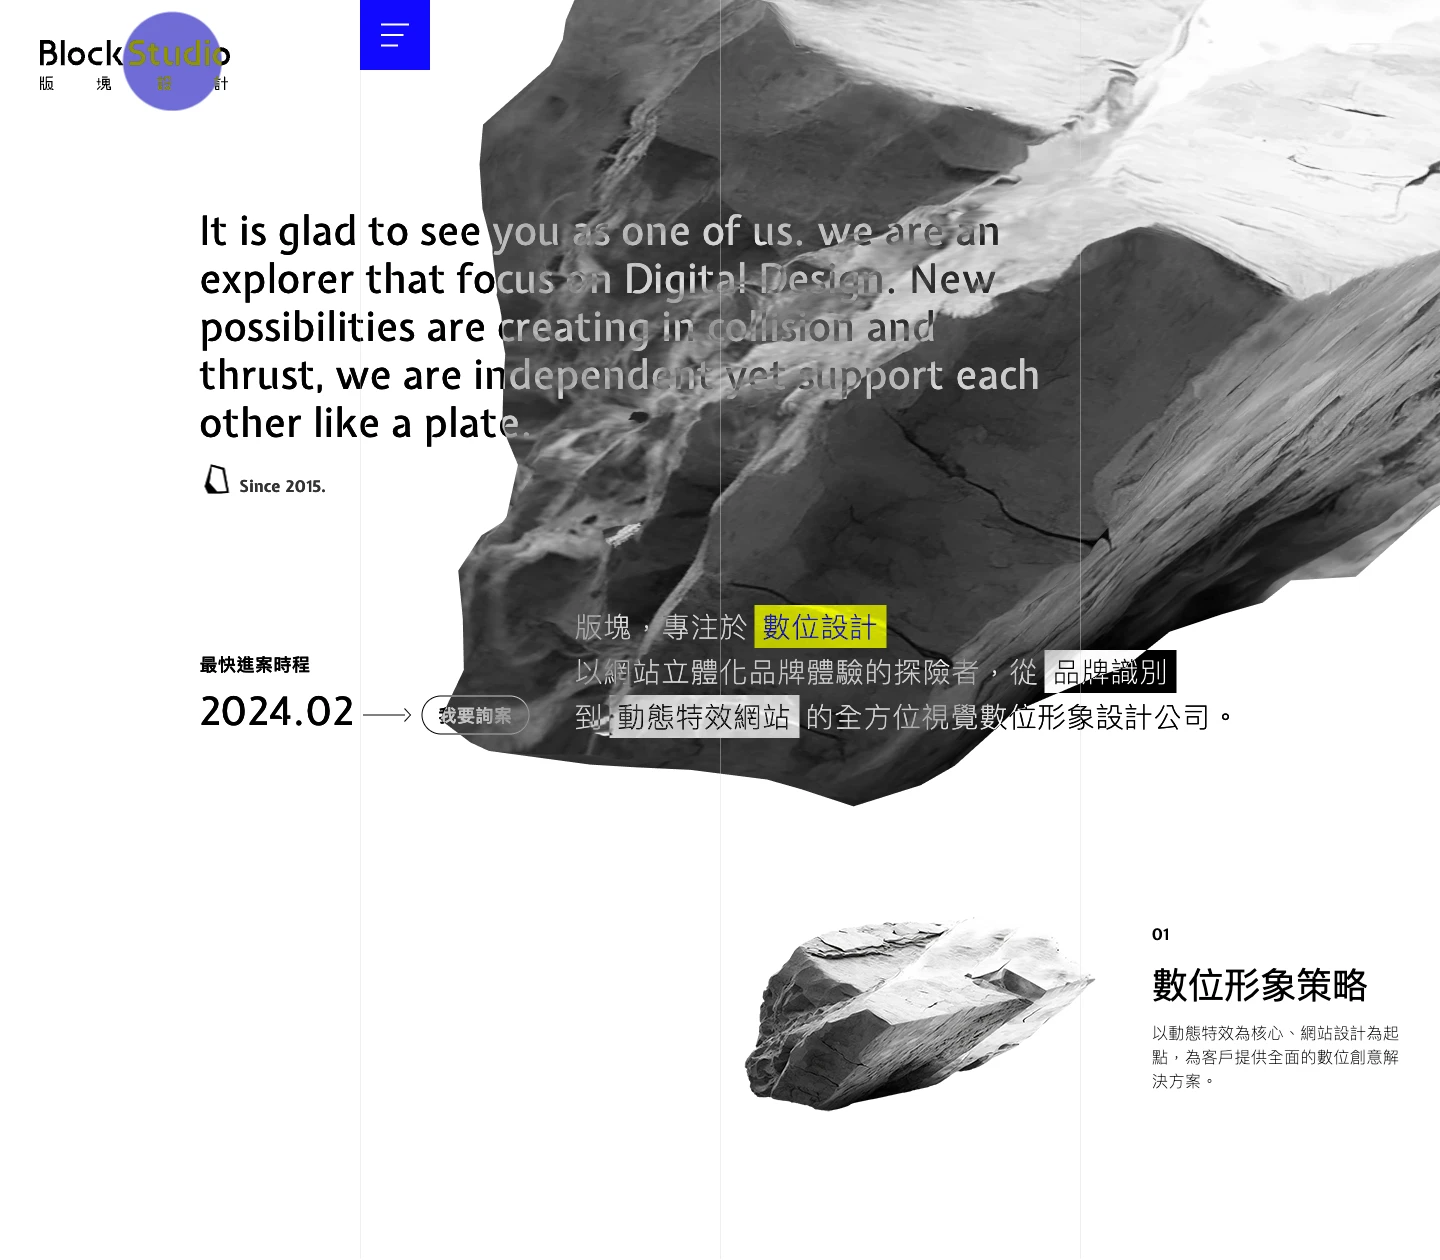 BlockStudio
版塊設計
It is glad to see you as one of us. we are an
explorer that focus on Digital Design. New
possibilities are creating in collision and
thrust, we are independent yet support each
other like a plate.
Since 2015.
版塊，專注於 數位設計
以網站立體化品牌體驗的探險者，從 品牌識別
到 動態特效網站 的全方位視覺數位形象設計公司。
最快進案時程
2024.02
我要詢案
01
數位形象策略
以動態特效為核心、網站設計為起
點，為客戶提供全面的數位創意解
決方案。